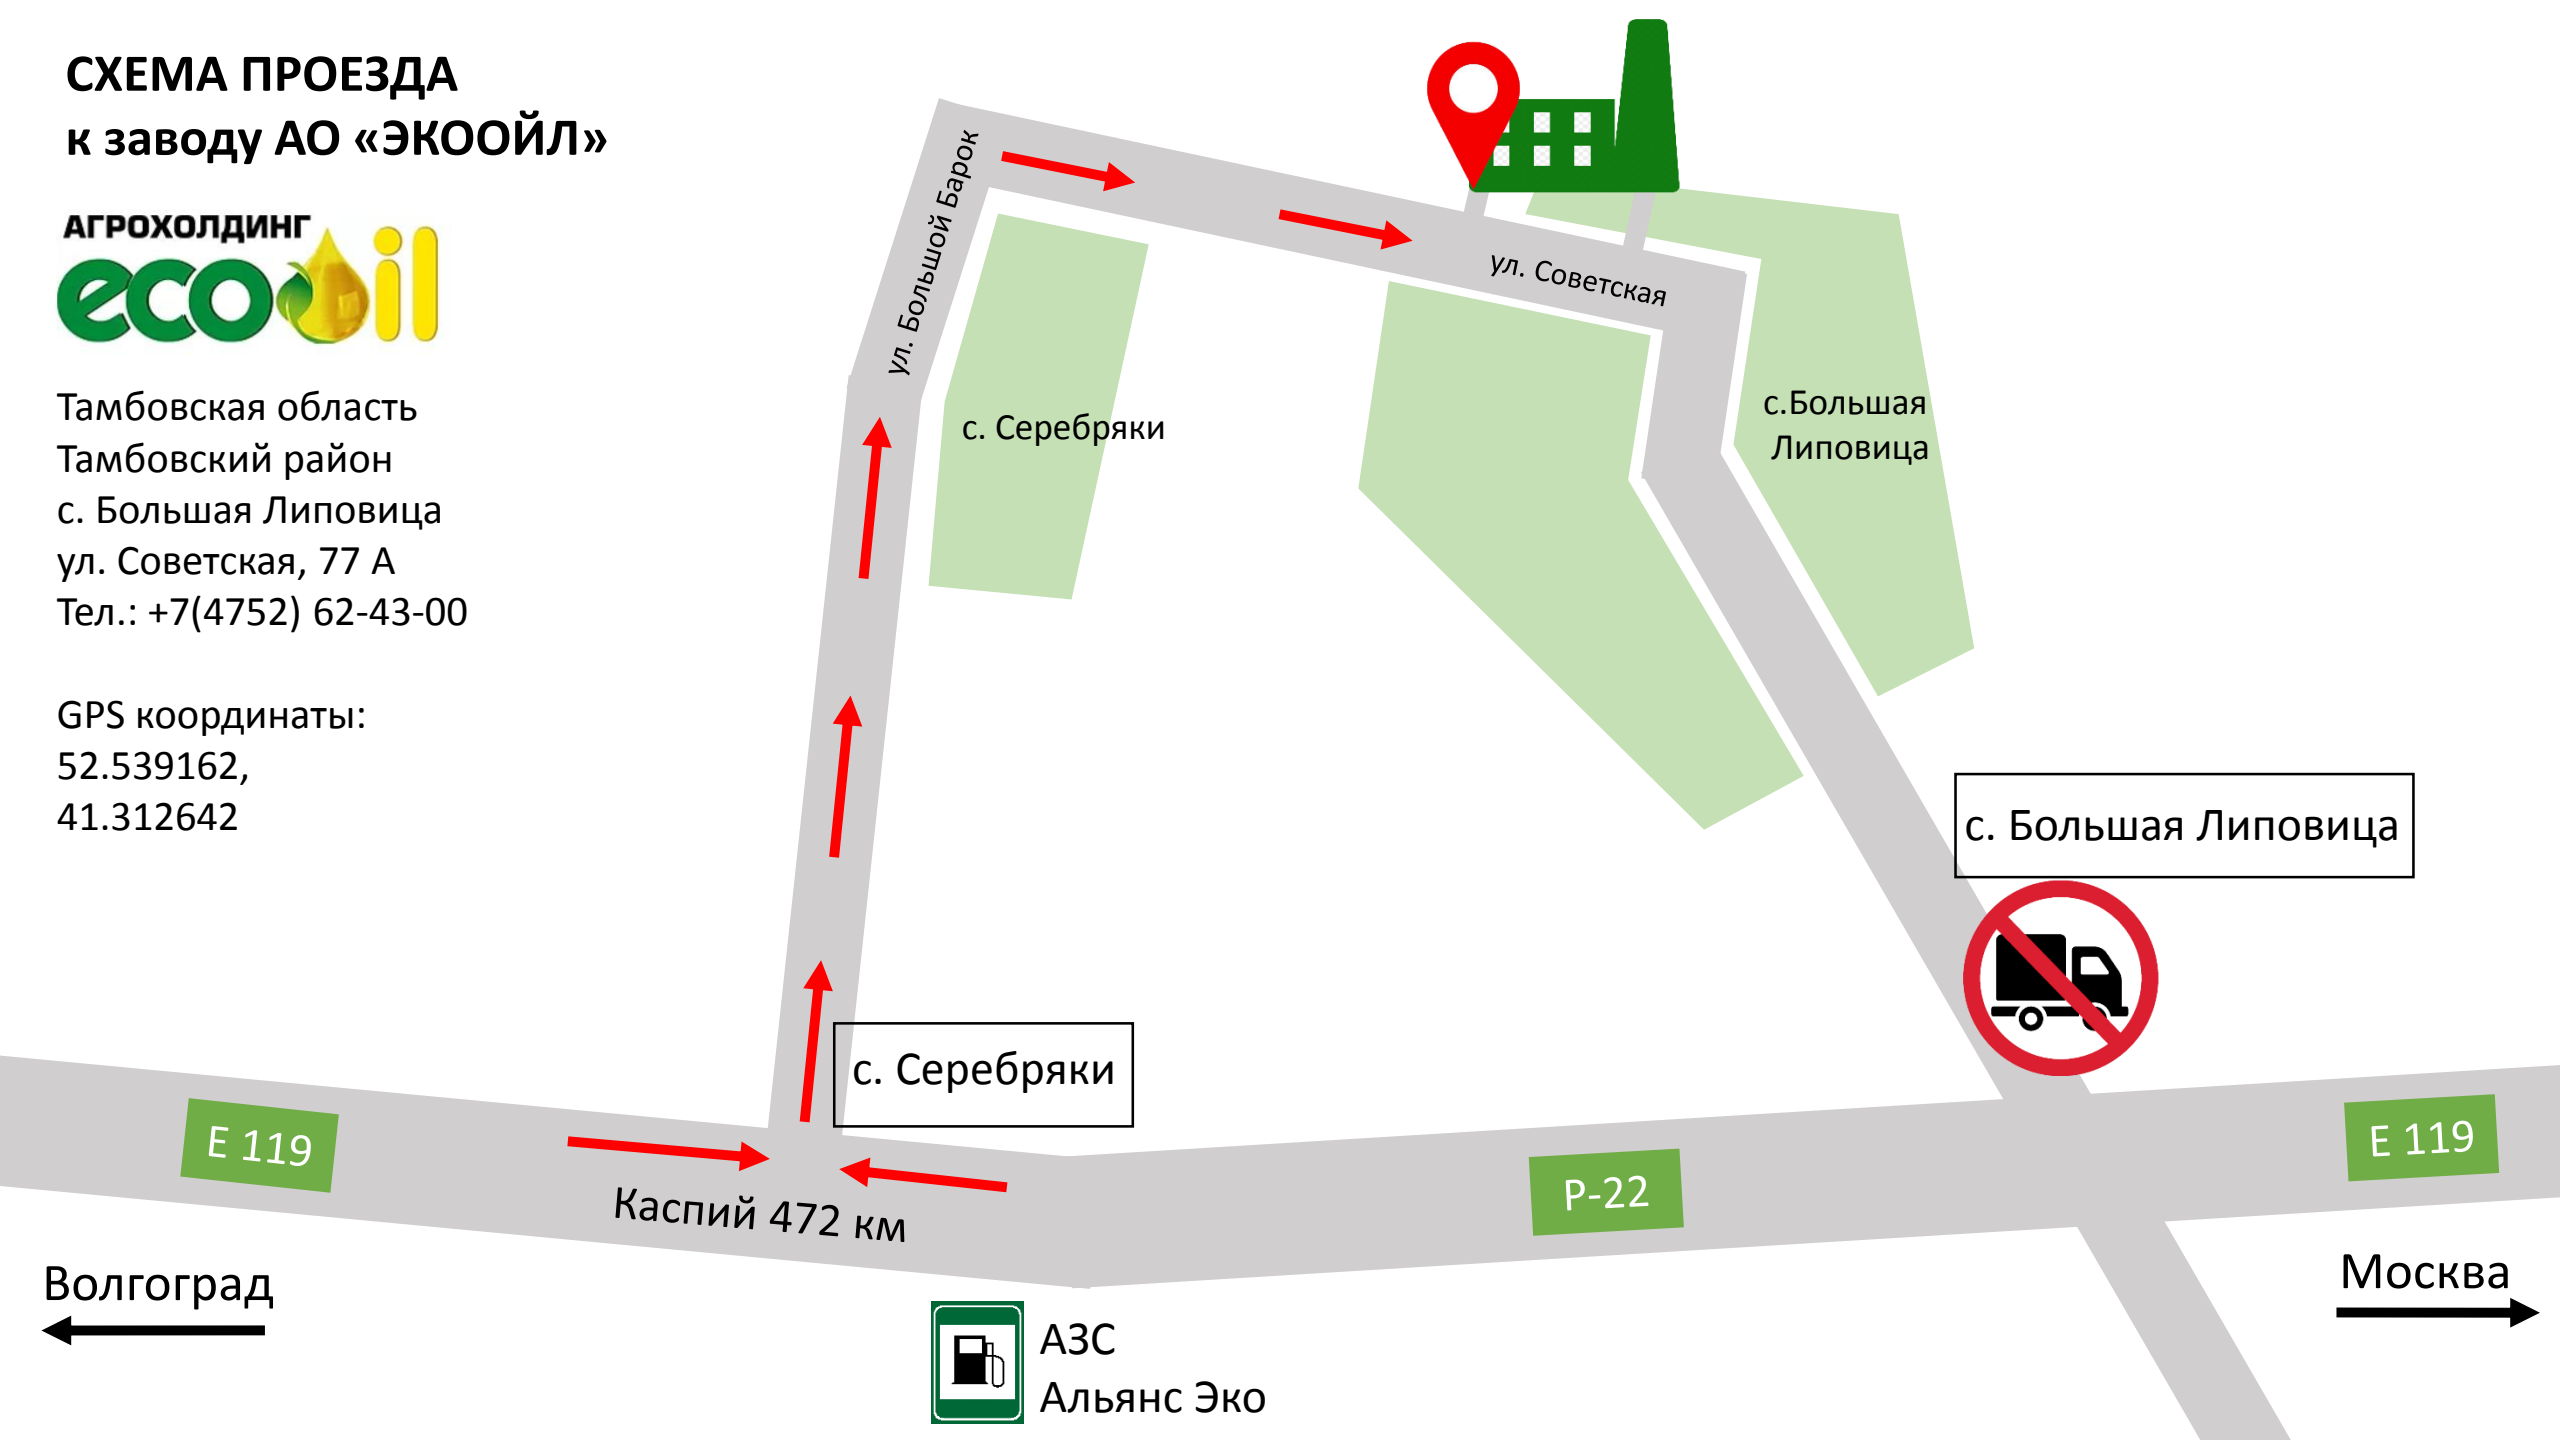 СХЕМА ПРОЕЗДА
к заводу АО «ЭКООЙЛ»
АГРОХОЛДИНГ
ecooil
Тамбовская область
Тамбовский район
с. Большая Липовица
ул. Советская, 77 А
Тел.: +7(4752) 62-43-00
GPS координаты:
52.539162,
41.312642
ул. Большой Барок
ул. Советская
с. Серебряки
с.Большая
Липовица
с. Большая Липовица
с. Серебряки
Е 119
Каспий 472 км
Р-22
Е 119
Волгоград
Москва
АЗС
Альянс Эко